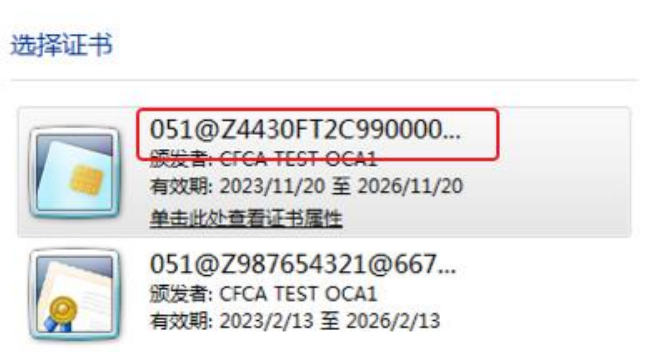 选择证书
051@Z4430FT2C990000...
颁发者: CFCA TEST OCA1
有效期: 2023/11/20 至 2026/11/20
单击此处查看证书属性
051@Z987654321@667...
颁发者: CFCA TEST OCA1
有效期: 2023/2/13 至 2026/2/13